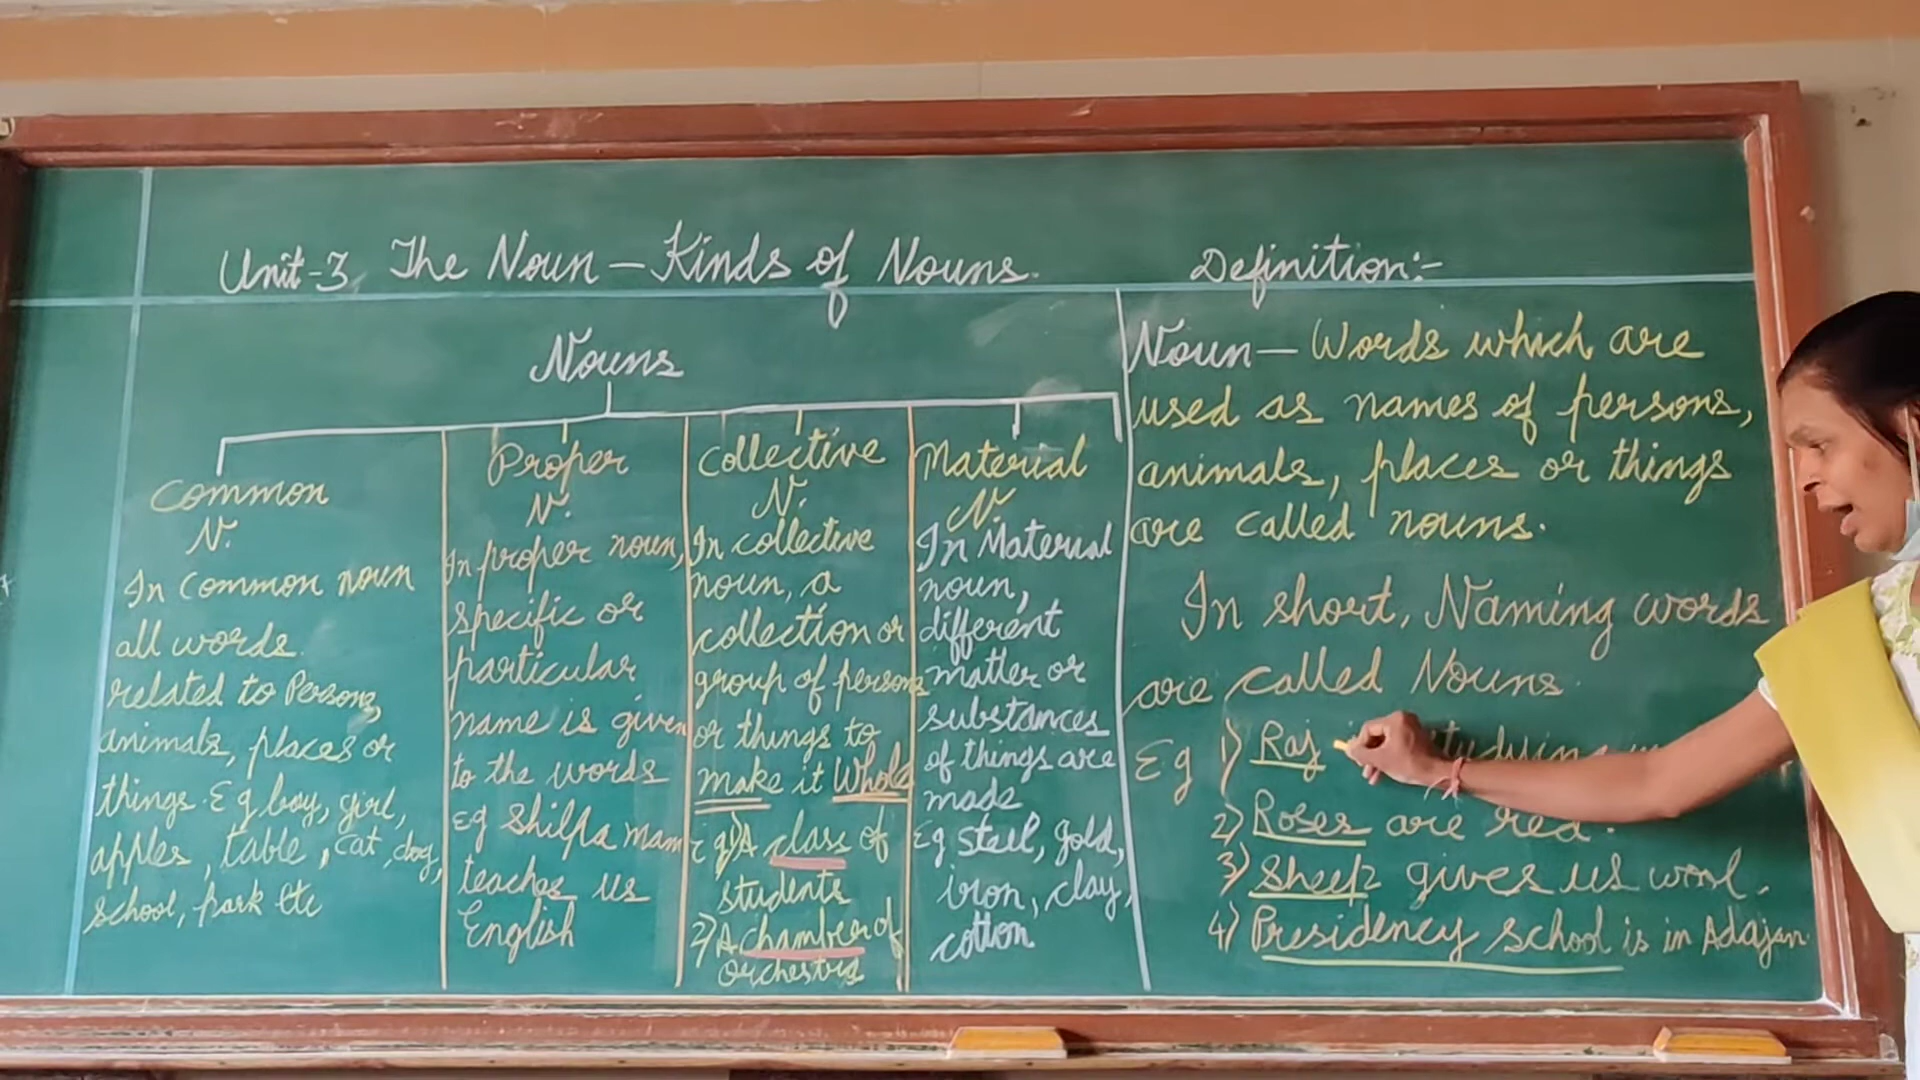 Unit-3 The Noun – Kinds of Nouns.
Nouns
Common
N.
In Common noun
all words
related to Persons,
animals, places or
things. Eg boy, girl,
apples, table, cat, dog,
school, park etc
Proper
N.
In proper noun,
specific or
particular
name is given
to the words
eg Shilpa mam
teaches us
English
Collective
N.
In collective
noun, a
collection or
group of persons
or things to
make it Whole
eg 1) A class of
students
2) A chamber of
orchestra
Material
N.
In Material
noun,
different
matter or
substances
of things are
made
Eg steel, gold,
iron, clay,
cotton
Definition:-
Noun – Words which are
used as names of persons,
animals, places or things
are called nouns.
In short, Naming words
are called Nouns.
Eg 1) Raj studying
2) Roses are red.
3) Sheep gives us wool.
4) Presidency school is in Adajan.